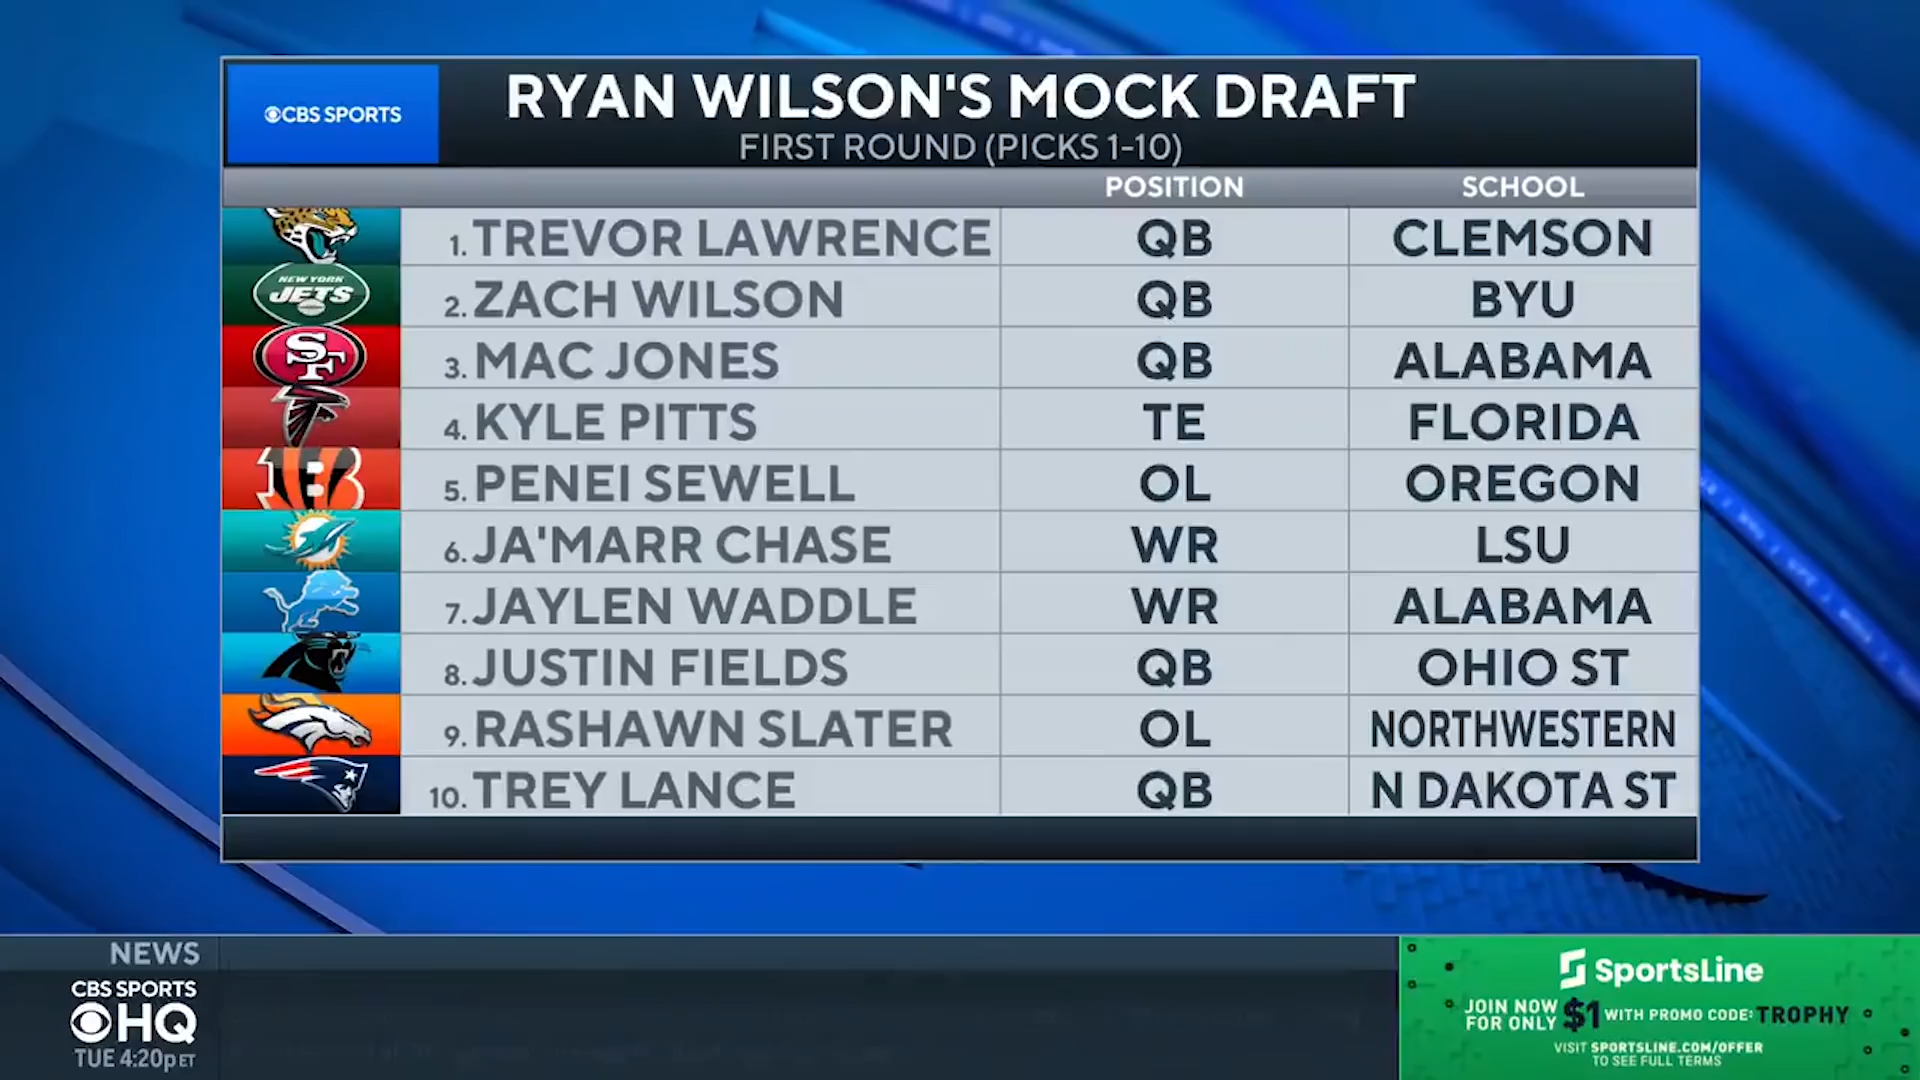 CBS SPORTS
RYAN WILSON'S MOCK DRAFT
FIRST ROUND (PICKS 1-10)
POSITION SCHOOL
1. TREVOR LAWRENCE QB CLEMSON
NEW YORK
JETS
2. ZACH WILSON QB BYU
SF
3. MAC JONES QB ALABAMA
4. KYLE PITTS TE FLORIDA
B
5. PENEI SEWELL OL OREGON
6. JA'MARR CHASE WR LSU
7. JAYLEN WADDLE WR ALABAMA
8. JUSTIN FIELDS QB OHIO ST
9. RASHAWN SLATER OL NORTHWESTERN
10. TREY LANCE QB N DAKOTA ST
NEWS
CBS SPORTS
HQ
TUE 4:20pET
SportsLine
JOIN NOW
FOR ONLY $1 WITH PROMO CODE: TROPHY
VISIT SPORTSLINE.COM/OFFER
TO SEE FULL TERMS